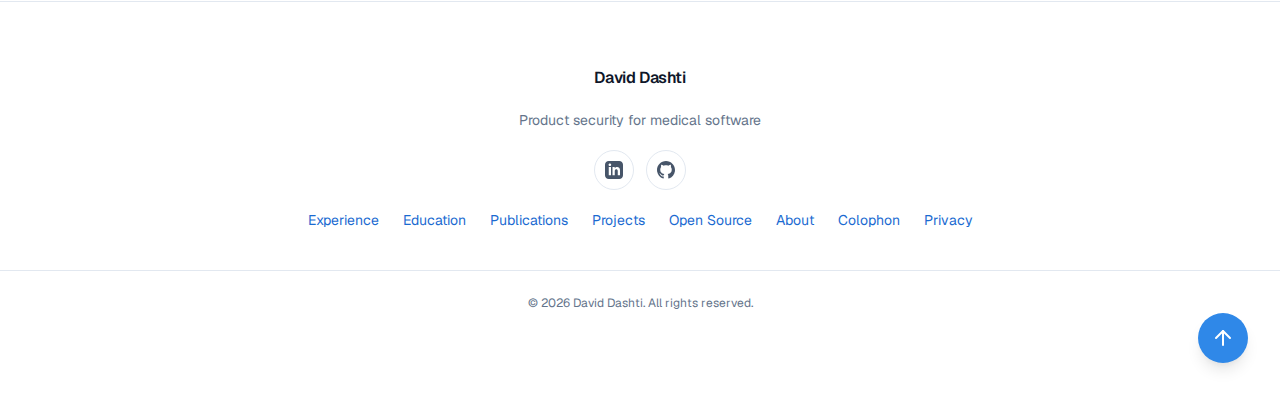 David Dashti
Product security for medical software
Experience Education Publications Projects Open Source About Colophon Privacy
© 2026 David Dashti. All rights reserved.